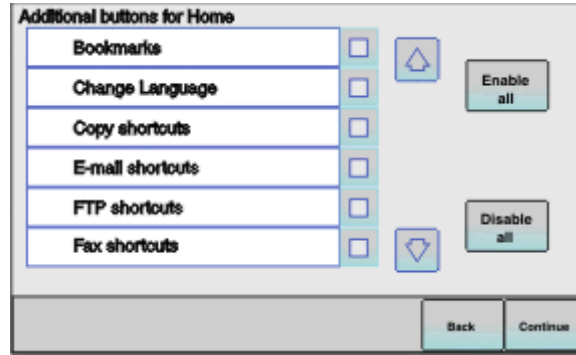 Additional buttons for Home
Bookmarks
Change Language
Copy shortcuts
E-mail shortcuts
FTP shortcuts
Fax shortcuts
Enable
all
Disable
all
Back
Continue